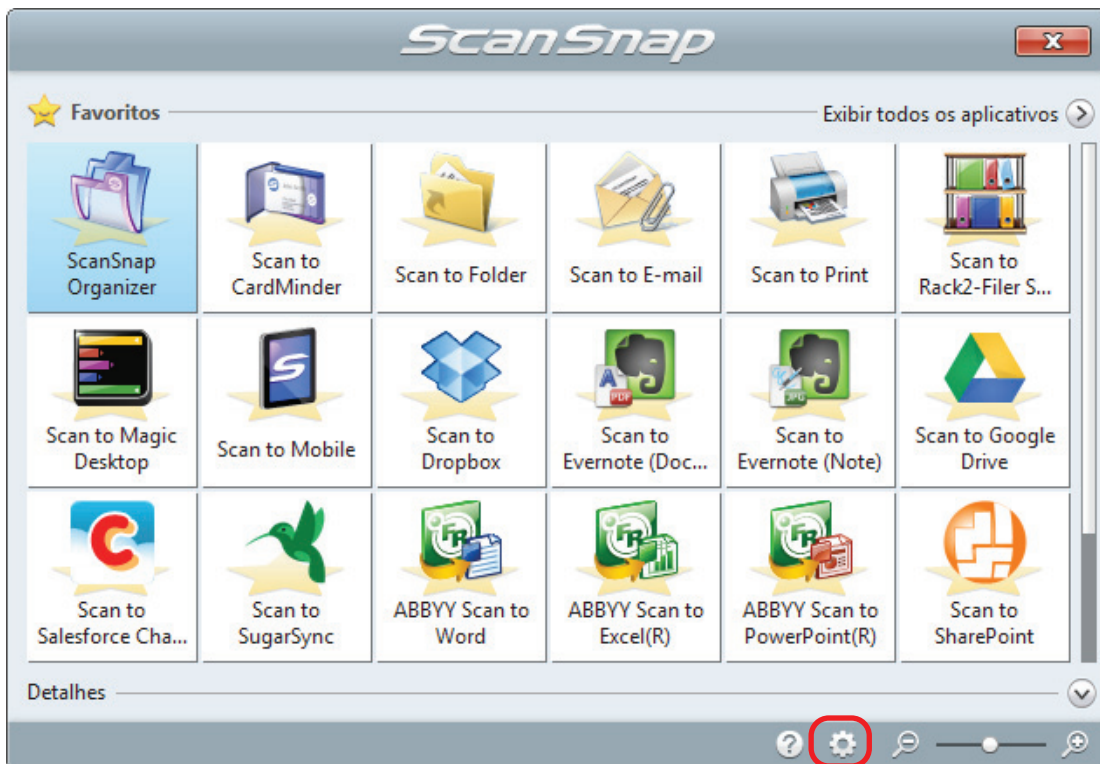 ScanSnap
Favoritos
Exibir todos os aplicativos
ScanSnap
Organizer
Scan to
CardMinder
Scan to Folder
Scan to E-mail
Scan to Print
Scan to
Rack2-Filer S...
Scan to Magic
Desktop
Scan to Mobile
Scan to
Dropbox
Scan to
Evernote (Doc...
Scan to
Evernote (Note)
Scan to Google
Drive
Scan to
Salesforce Cha...
Scan to
SugarSync
ABBYY Scan to
Word
ABBYY Scan to
Excel(R)
ABBYY Scan to
PowerPoint(R)
Scan to
SharePoint
Detalhes